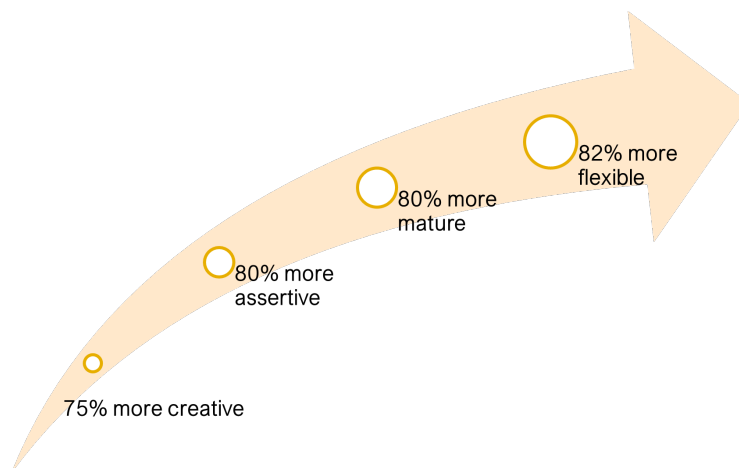 82% more
flexible
80% more
mature
80% more
assertive
75% more creative